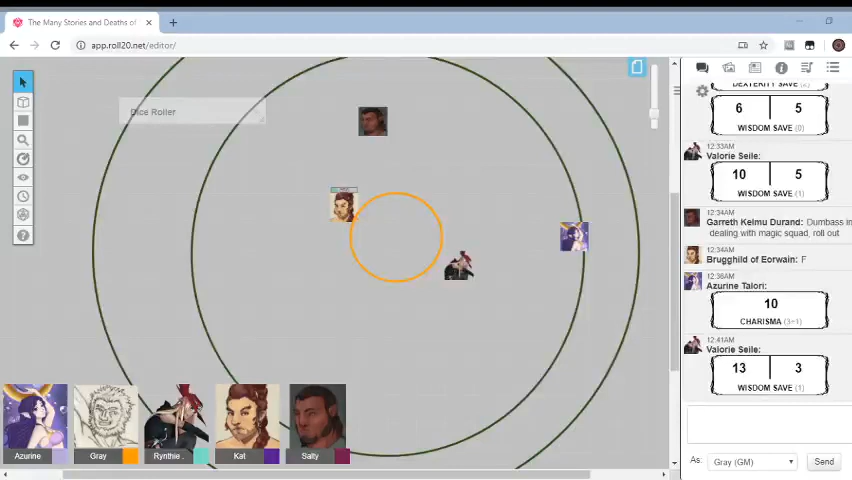 The Many Stories and Deaths of
app.roll20.net/editor/
Dice Roller
DEXTERITY SAVE (2)
6 5
WISDOM SAVE (0)
12:33AM
Valorie Seile:
10 5
WISDOM SAVE (1)
12:34AM
Garreth Kelmu Durand: Dumbass in
dealing with magic squad, roll out
12:34AM
Brugghild of Eorwain: F
12:36AM
Azurine Talori:
10
CHARISMA (3÷1)
12:41AM
Valorie Seile:
13 3
WISDOM SAVE (1)
As: Gray (GM) Send
Azurine Gray Rynthie . Kat Salty